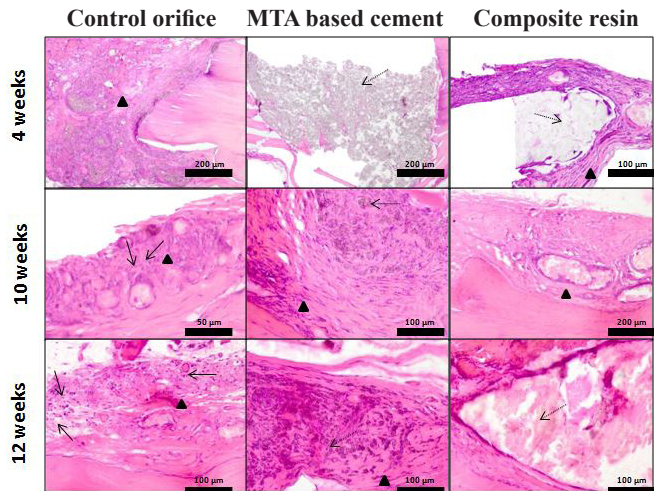 Control orifice MTA based cement Composite resin
4 weeks
200 µm 200 µm 100 µm
10 weeks
50 µm 100 µm 200 µm
12 weeks
100 µm 100 µm 100 µm